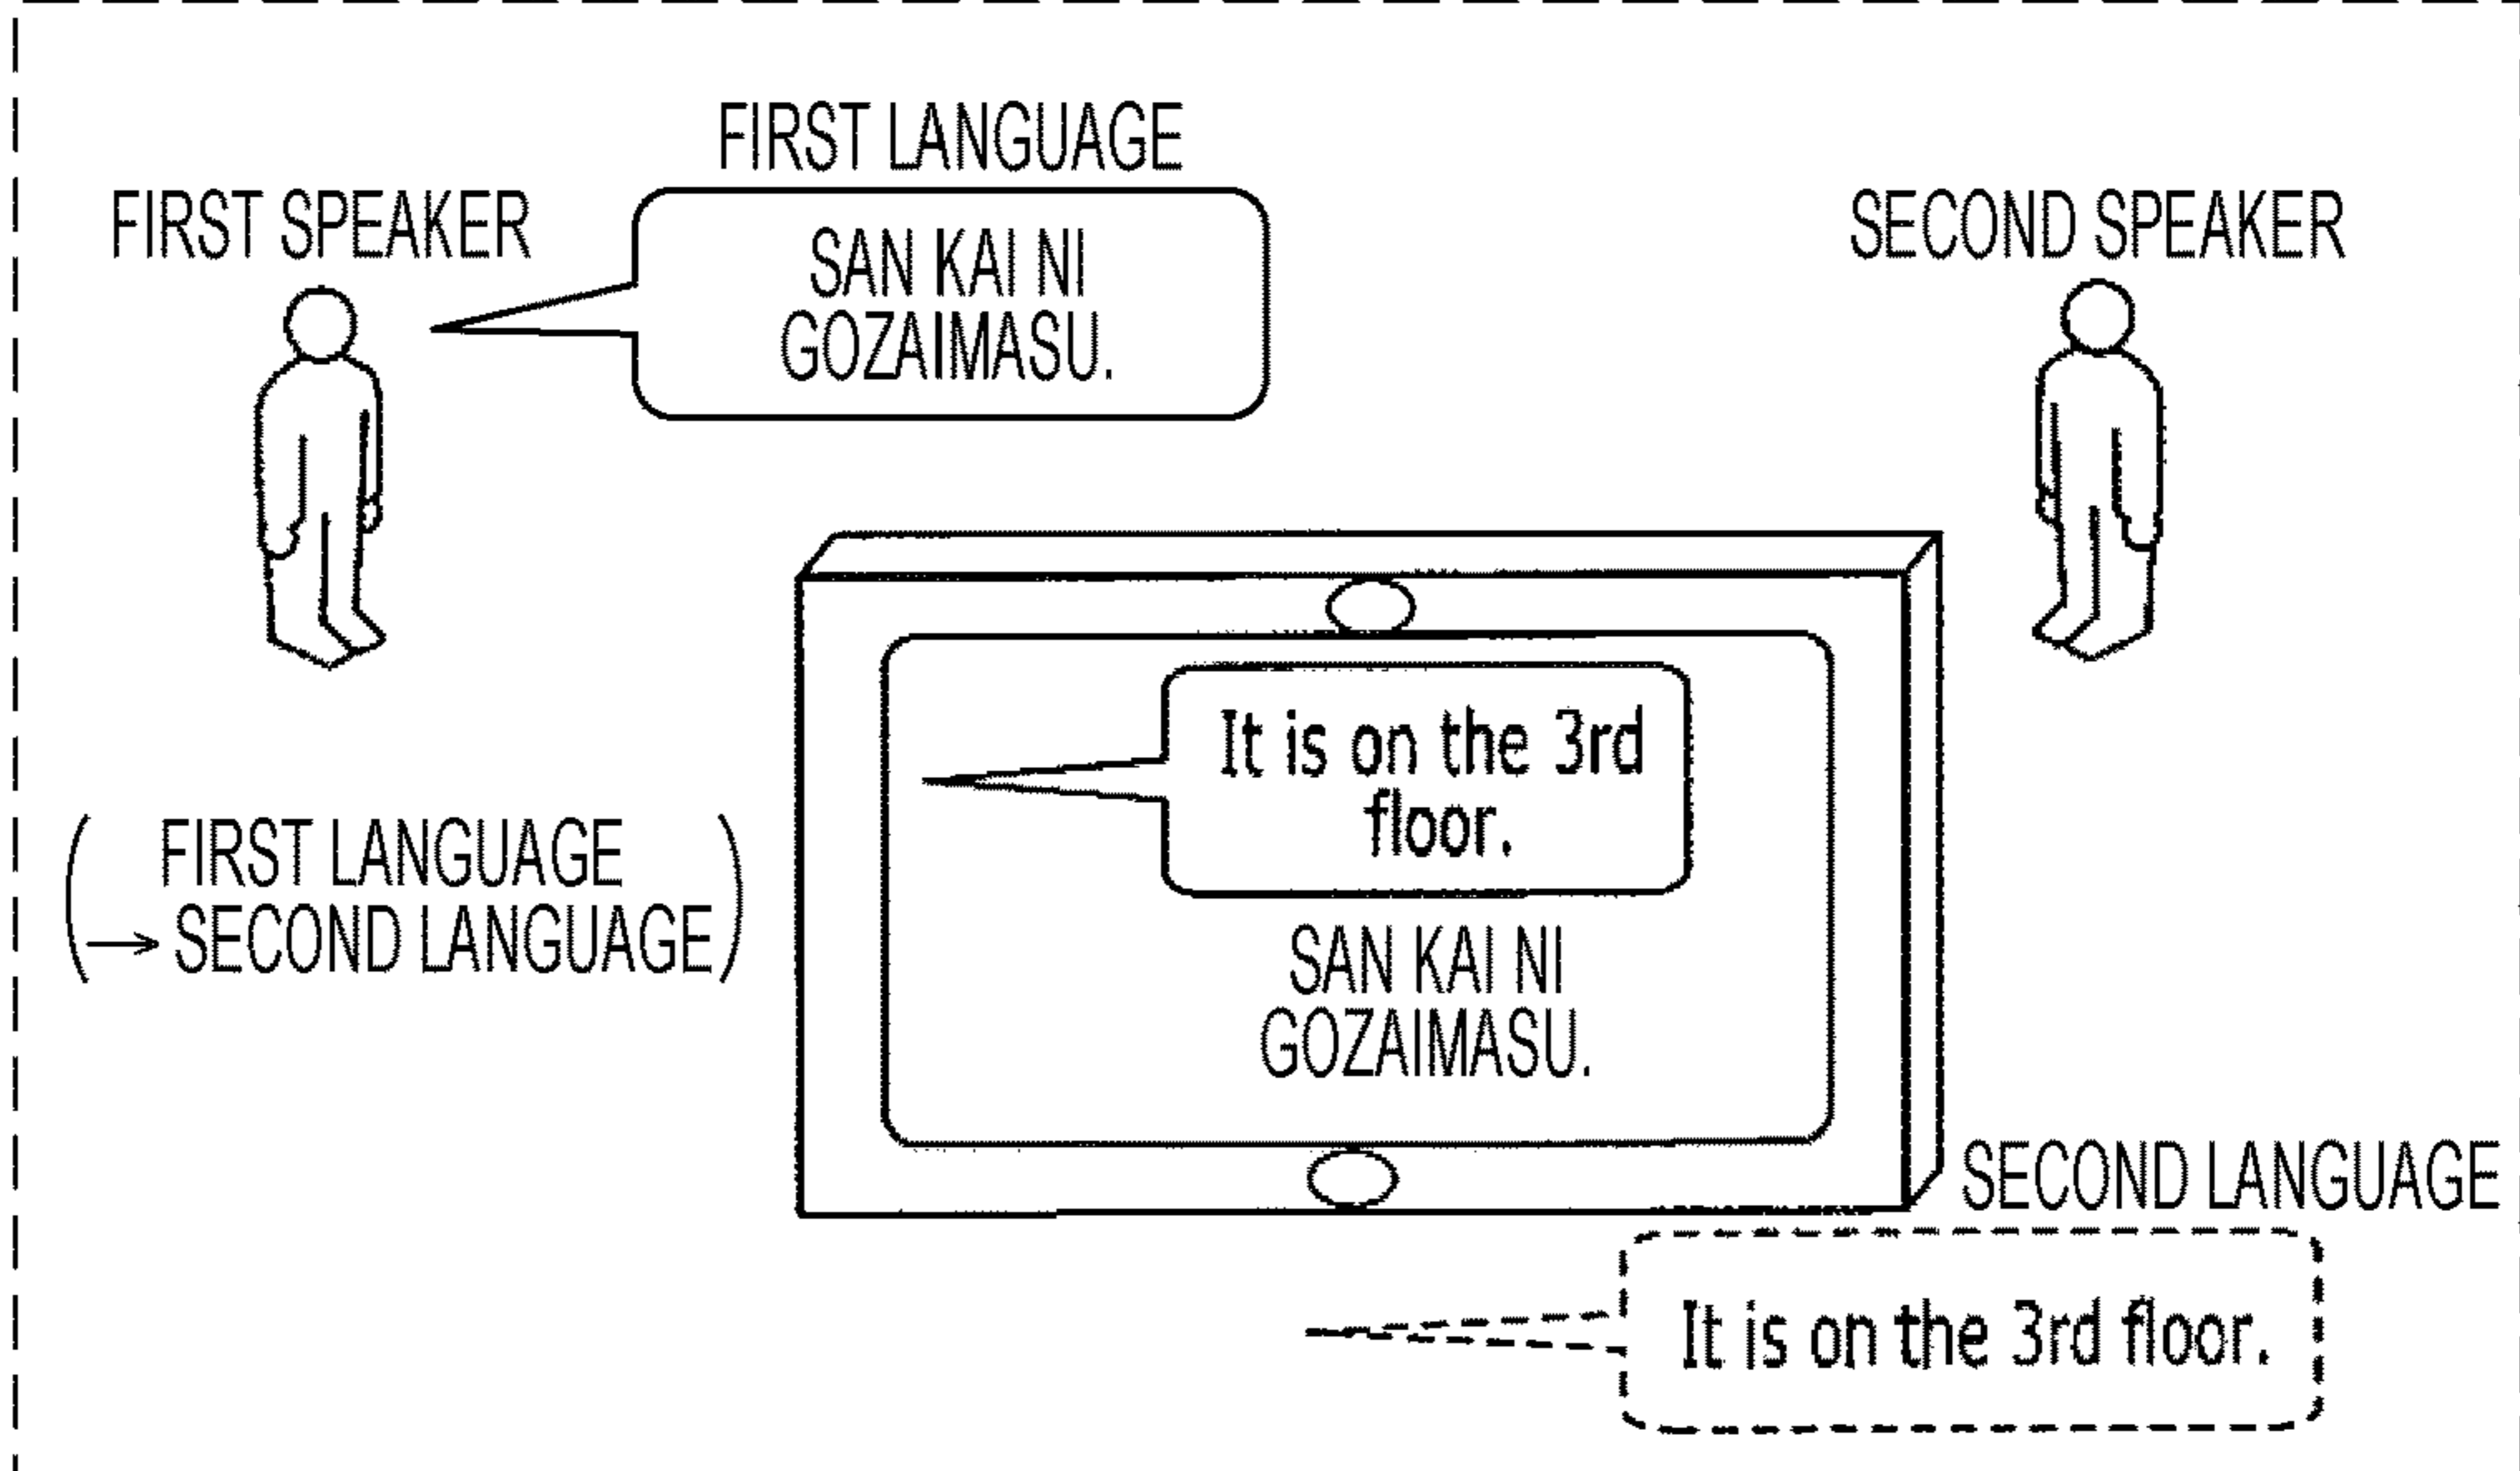 FIRST LANGUAGE
FIRST SPEAKER
SAN KAI NI
GOZAIMASU.
SECOND SPEAKER
It is on the 3rd
floor.
FIRST LANGUAGE
→ SECOND LANGUAGE
SAN KAI NI
GOZAIMASU.
SECOND LANGUAGE
It is on the 3rd floor.